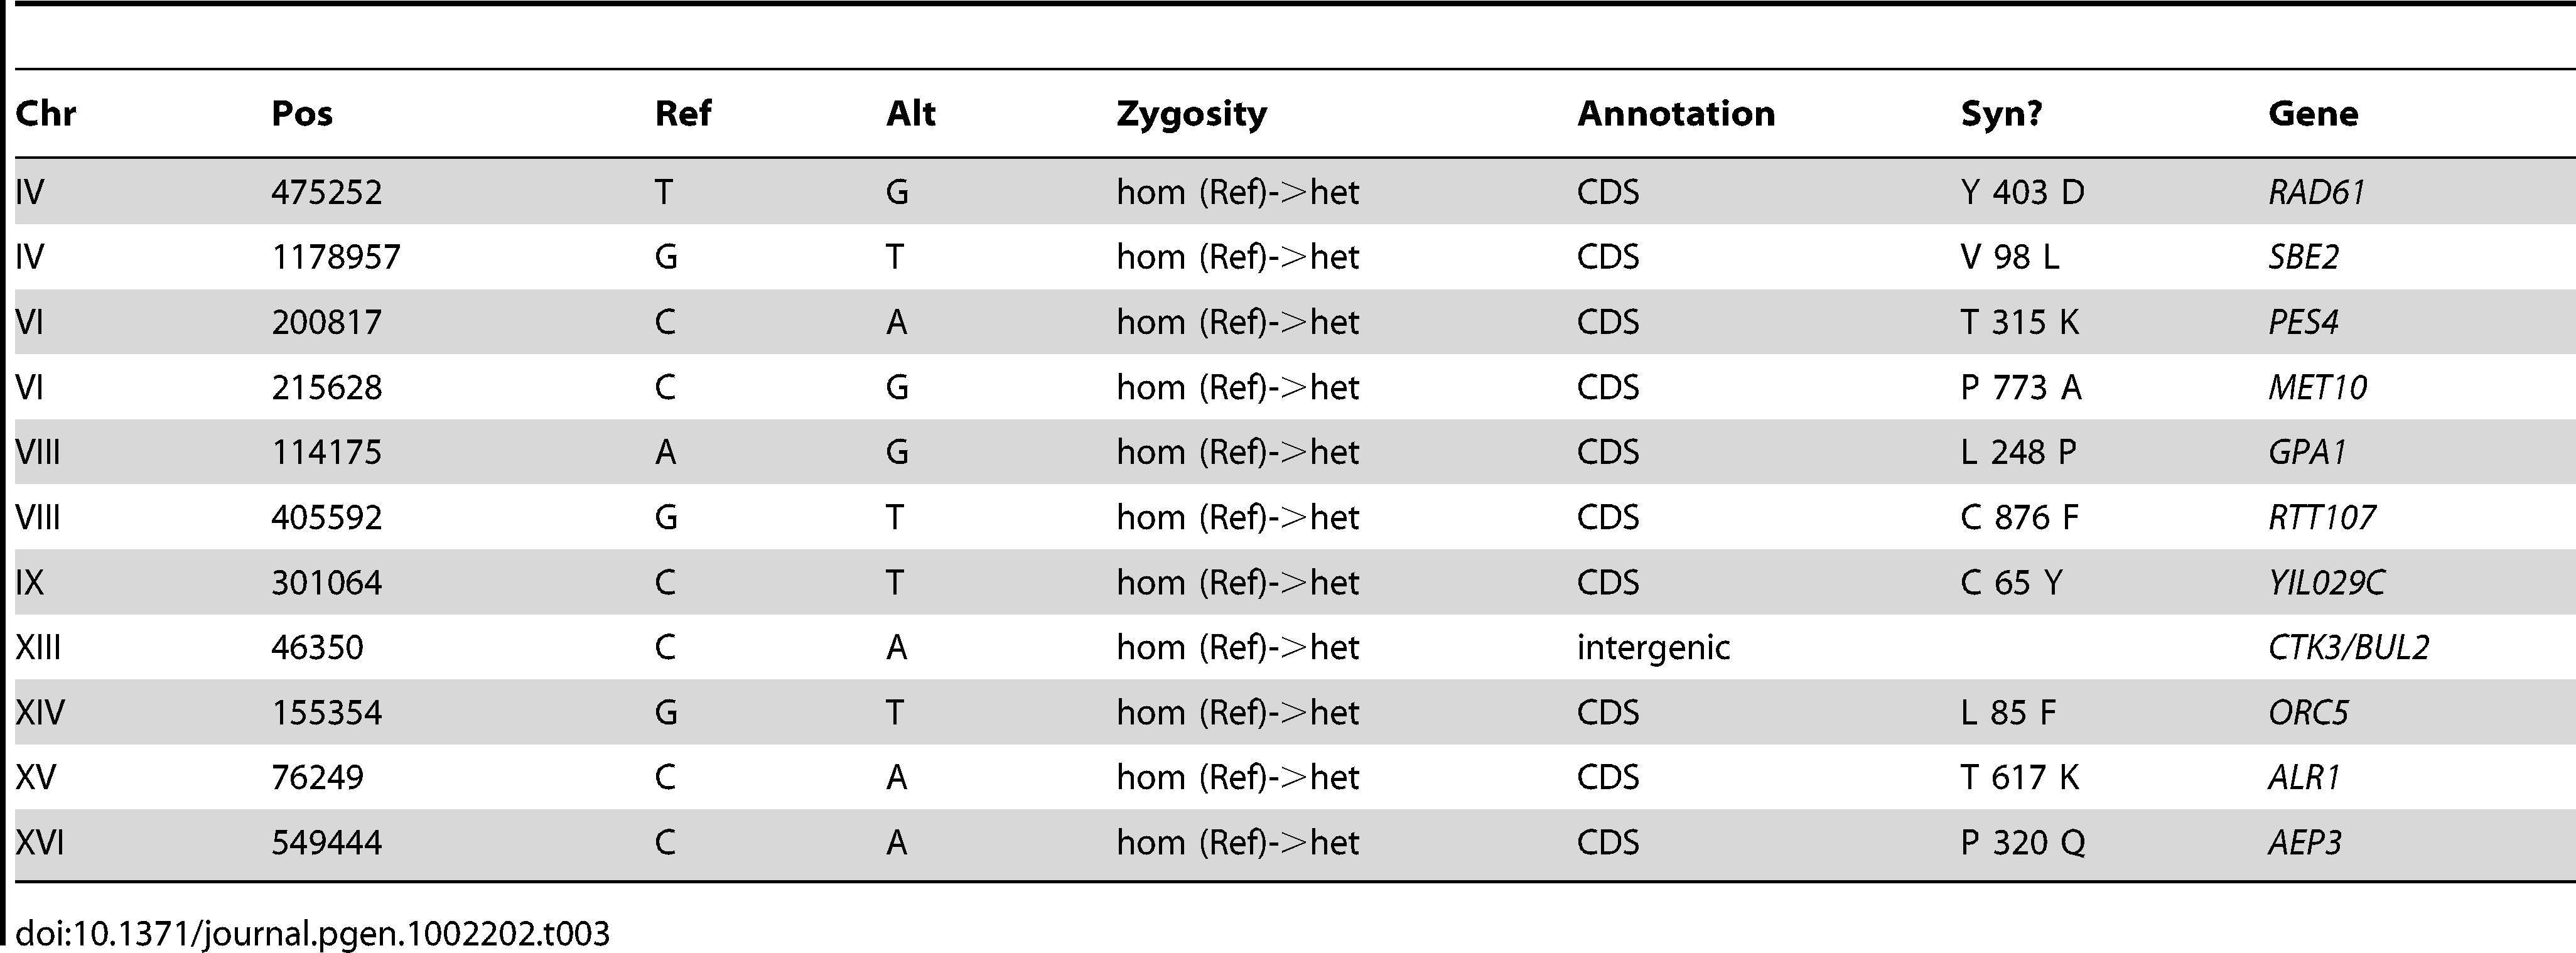 Chr Pos Ref Alt Zygosity Annotation Syn? Gene
IV 475252 T G hom (Ref)->het CDS Y 403 D RAD61
IV 1178957 G T hom (Ref)->het CDS V 98 L SBE2
VI 200817 C A hom (Ref)->het CDS T 315 K PES4
VI 215628 C G hom (Ref)->het CDS P 773 A MET10
VIII 114175 A G hom (Ref)->het CDS L 248 P GPA1
VIII 405592 G T hom (Ref)->het CDS C 876 F RTT107
IX 301064 C T hom (Ref)->het CDS C 65 Y YIL029C
XIII 46350 C A hom (Ref)->het intergenic CTK3/BUL2
XIV 155354 G T hom (Ref)->het CDS L 85 F ORC5
XV 76249 C A hom (Ref)->het CDS T 617 K ALR1
XVI 549444 C A hom (Ref)->het CDS P 320 Q AEP3
doi:10.1371/journal.pgen.1002202.t003